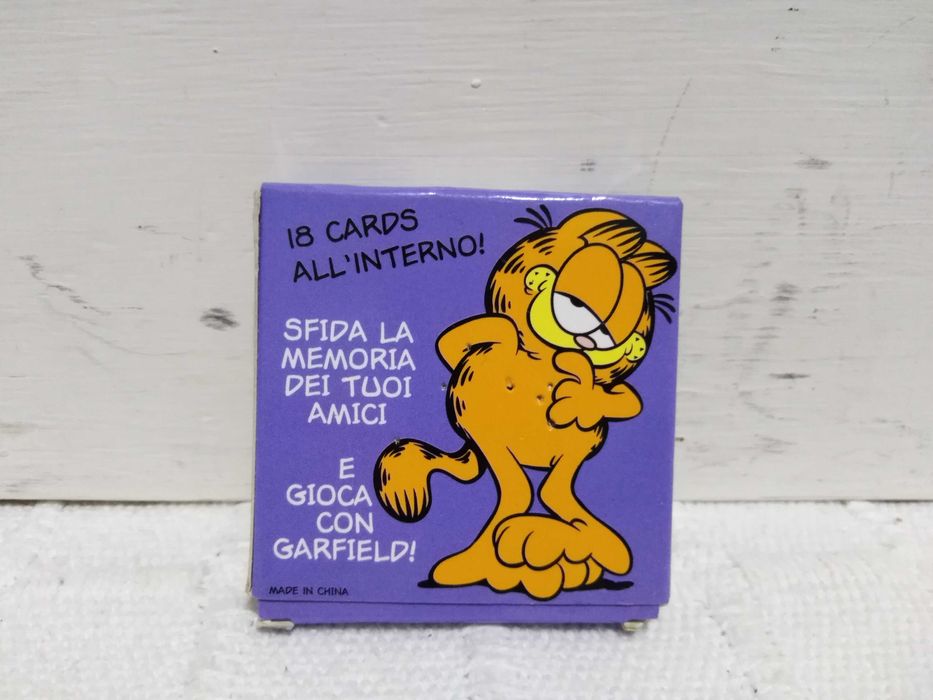 18 CARDS
ALL'INTERNO!
SFIDA LA
MEMORIA
DEI TUOI
AMICI
E
GIOCA
CON
GARFIELD!
MADE IN CHINA